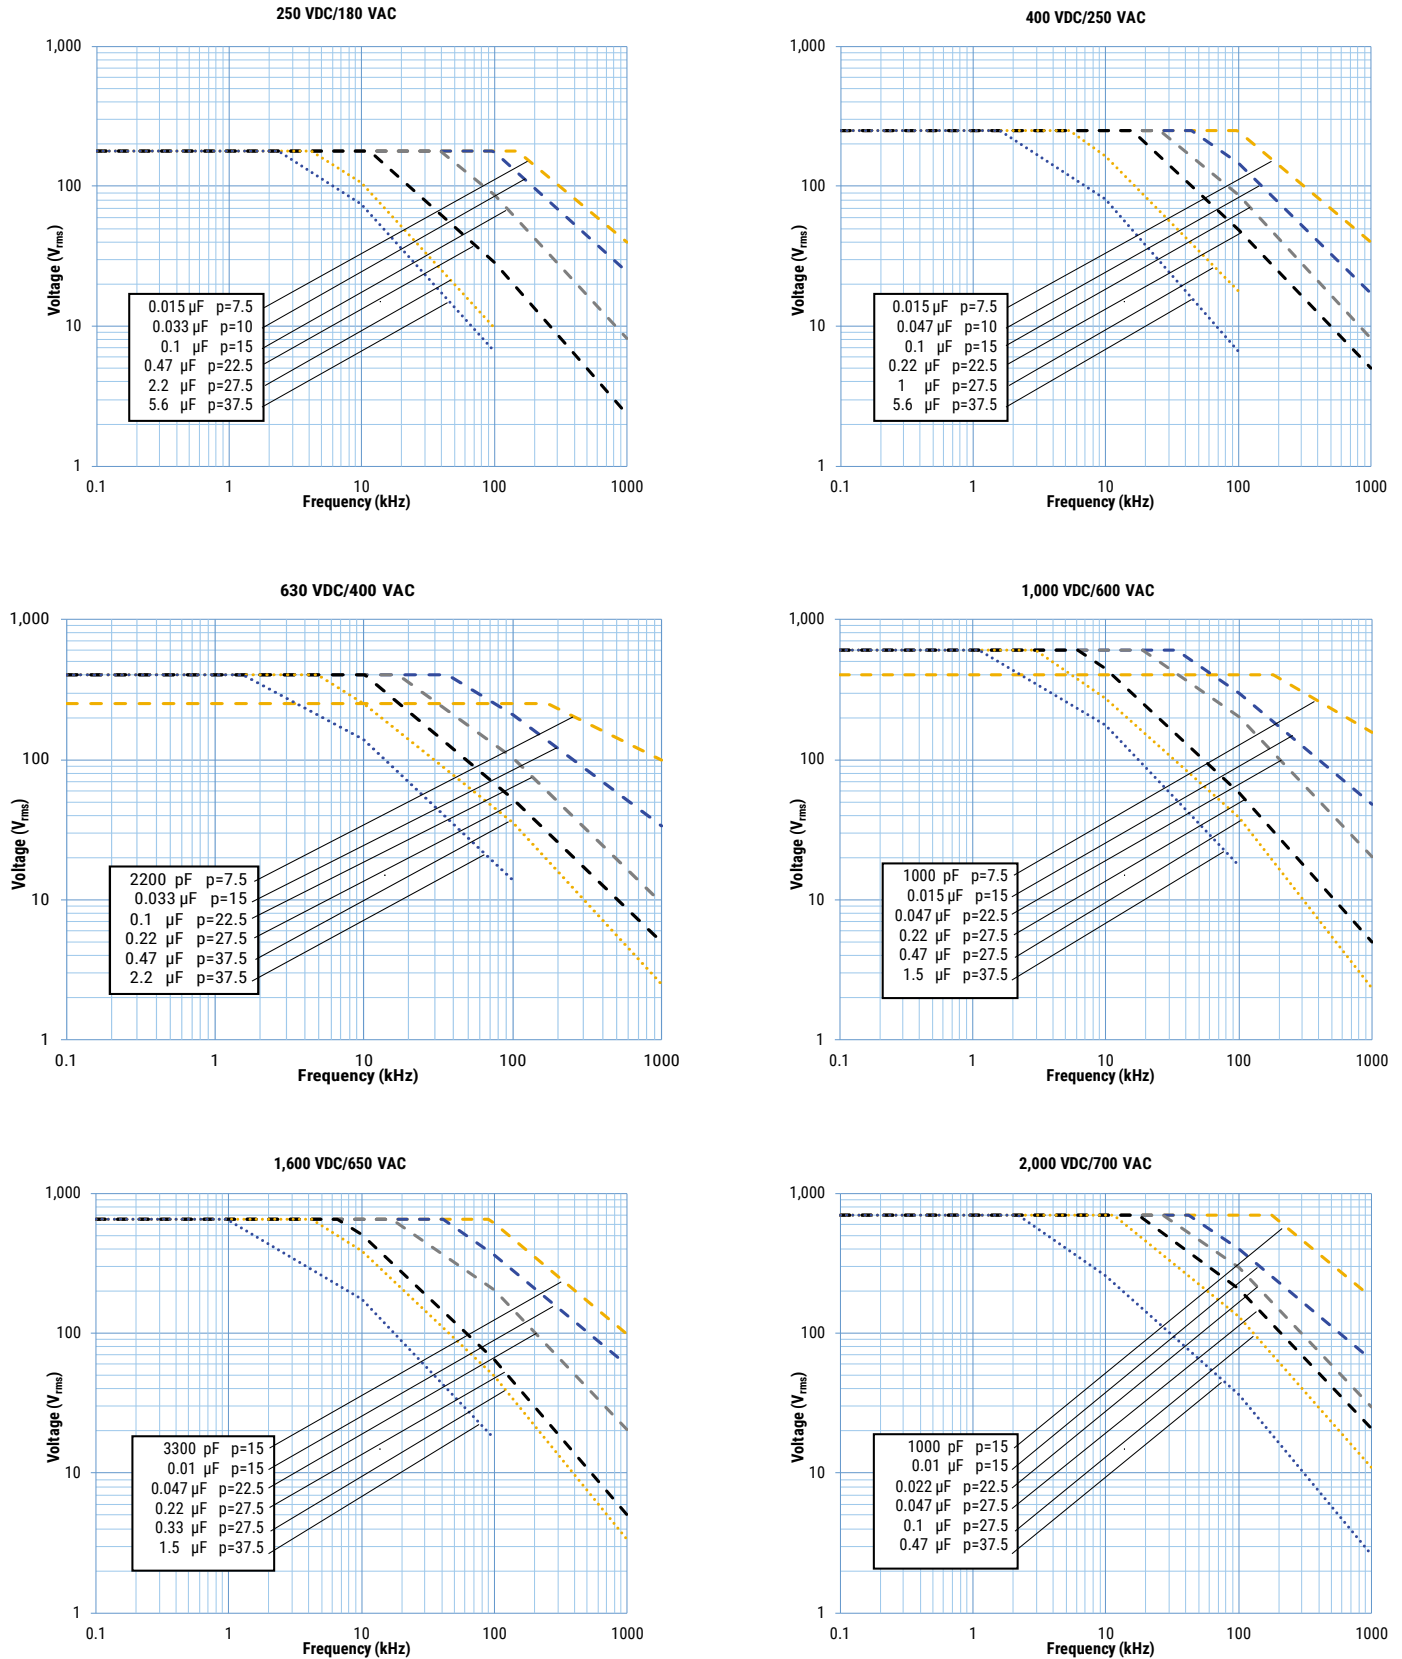 250 VDC/180 VAC
1,000
100
10
1
Voltage (Vrms)
0.015 µF p=7.5
0.033 µF p=10
0.1 µF p=15
0.47 µF p=22.5
2.2 µF p=27.5
5.6 µF p=37.5
0.1 1 10 100 1000
Frequency (kHz)
400 VDC/250 VAC
1,000
100
10
1
Voltage (Vrms)
0.015 µF p=7.5
0.047 µF p=10
0.1 µF p=15
0.22 µF p=22.5
1 µF p=27.5
5.6 µF p=37.5
0.1 1 10 100 1000
Frequency (kHz)
630 VDC/400 VAC
1,000
100
10
1
Voltage (Vrms)
2200 pF p=7.5
0.033 µF p=15
0.1 µF p=22.5
0.22 µF p=27.5
0.47 µF p=37.5
2.2 µF p=37.5
0.1 1 10 100 1000
Frequency (kHz)
1,000 VDC/600 VAC
1,000
100
10
1
Voltage (Vrms)
1000 pF p=7.5
0.015 µF p=15
0.047 µF p=22.5
0.22 µF p=27.5
0.47 µF p=27.5
1.5 µF p=37.5
0.1 1 10 100 1000
Frequency (kHz)
1,600 VDC/650 VAC
1,000
100
10
1
Voltage (Vrms)
3300 pF p=15
0.01 µF p=15
0.047 µF p=22.5
0.22 µF p=27.5
0.33 µF p=27.5
1.5 µF p=37.5
0.1 1 10 100 1000
Frequency (kHz)
2,000 VDC/700 VAC
1,000
100
10
1
Voltage (Vrms)
1000 pF p=15
0.01 µF p=15
0.022 µF p=22.5
0.047 µF p=27.5
0.1 µF p=27.5
0.47 µF p=37.5
0.1 1 10 100 1000
Frequency (kHz)